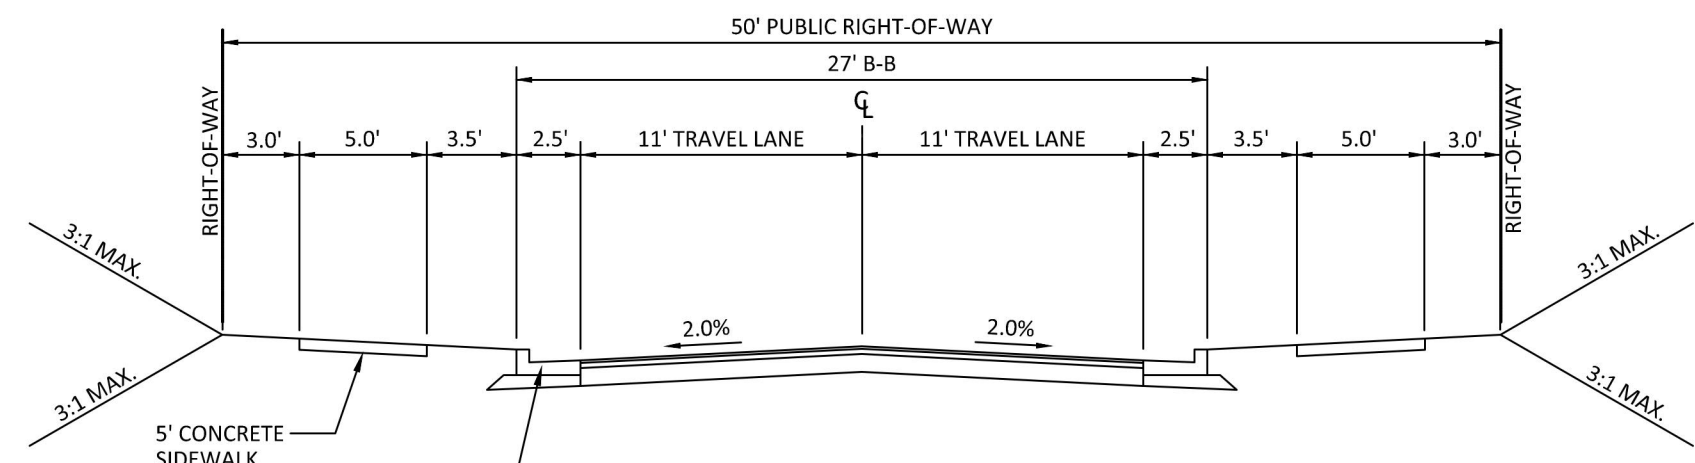 50' PUBLIC RIGHT-OF-WAY
27' B-B
℄
RIGHT-OF-WAY
3.0'
5.0'
3.5'
2.5'
11' TRAVEL LANE
11' TRAVEL LANE
2.5'
3.5'
5.0'
3.0'
RIGHT-OF-WAY
3:1 MAX.
3:1 MAX.
2.0%
2.0%
3:1 MAX.
3:1 MAX.
5' CONCRETE
SIDEWALK